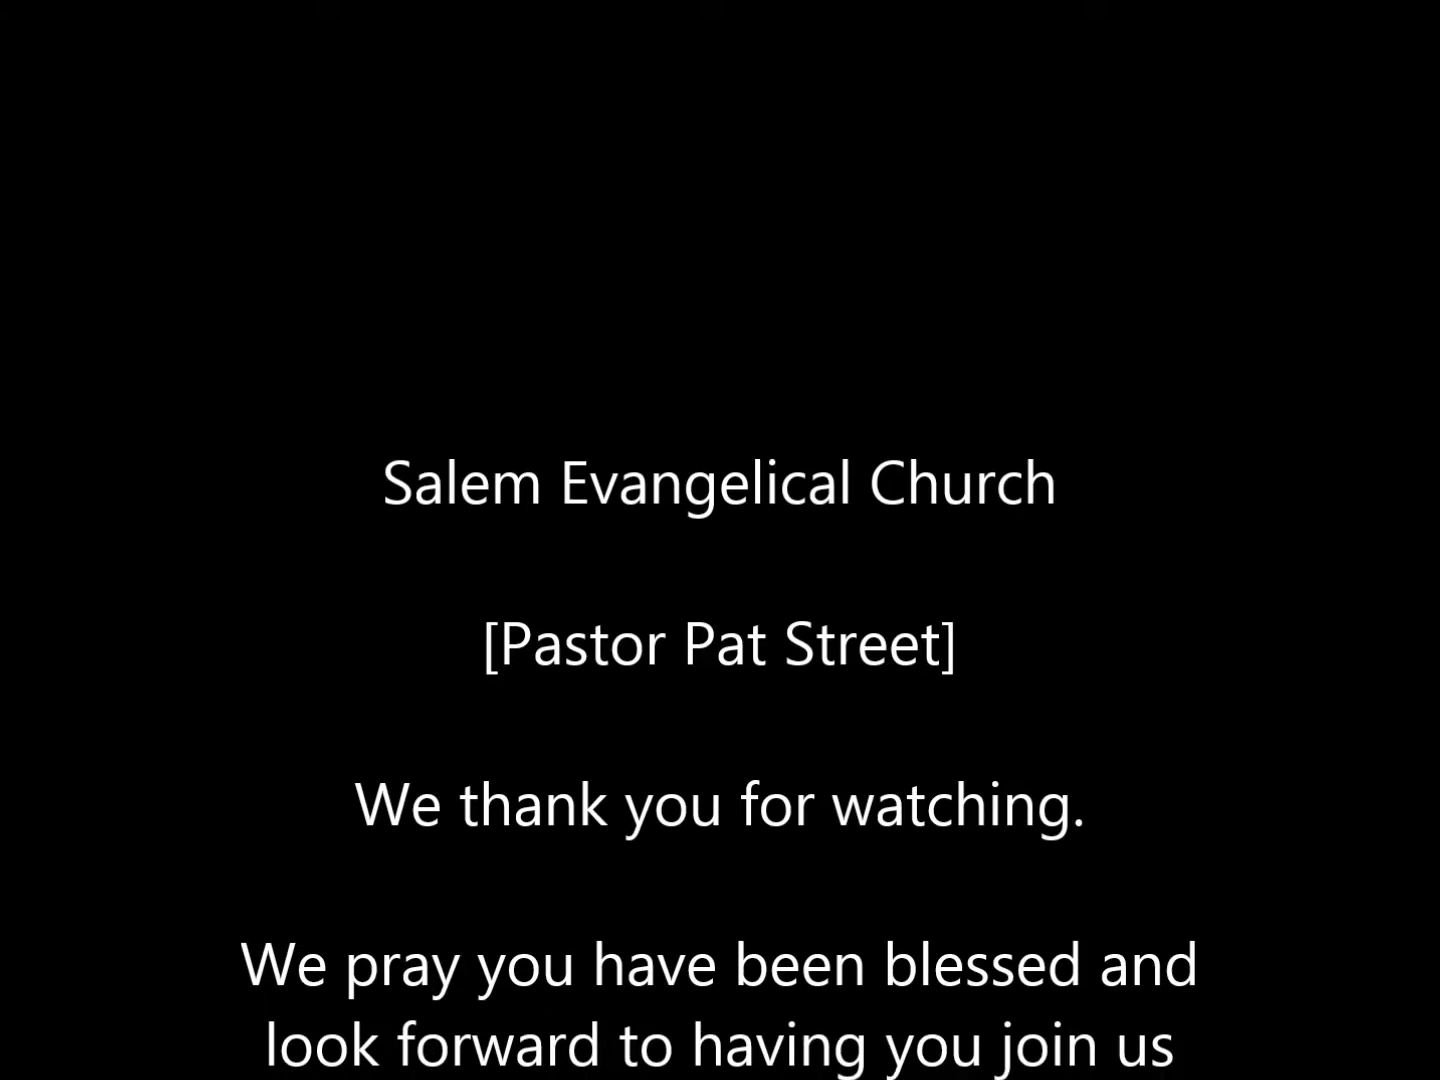 Salem Evangelical Church
[Pastor Pat Street]
We thank you for watching.
We pray you have been blessed and
look forward to having you join us